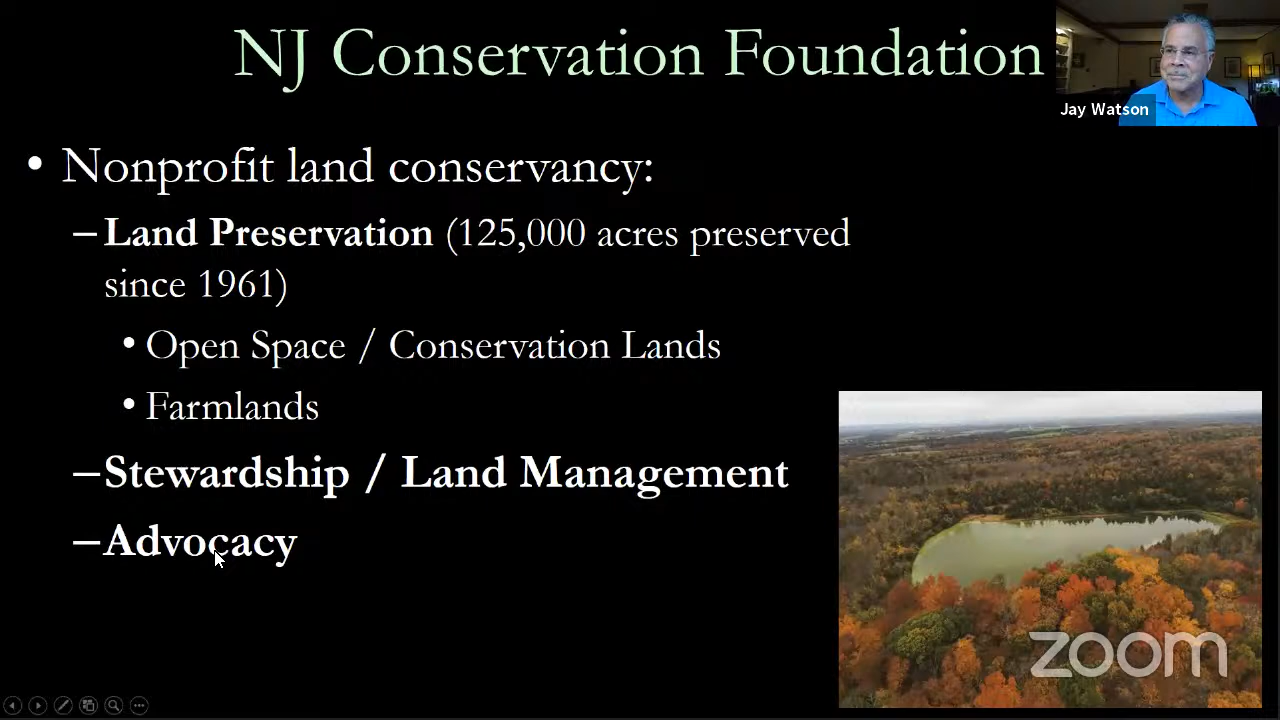 NJ Conservation Foundation
Jay Watson
• Nonprofit land conservancy:
–Land Preservation (125,000 acres preserved
since 1961)
• Open Space / Conservation Lands
• Farmlands
–Stewardship / Land Management
–Advocacy
zoom